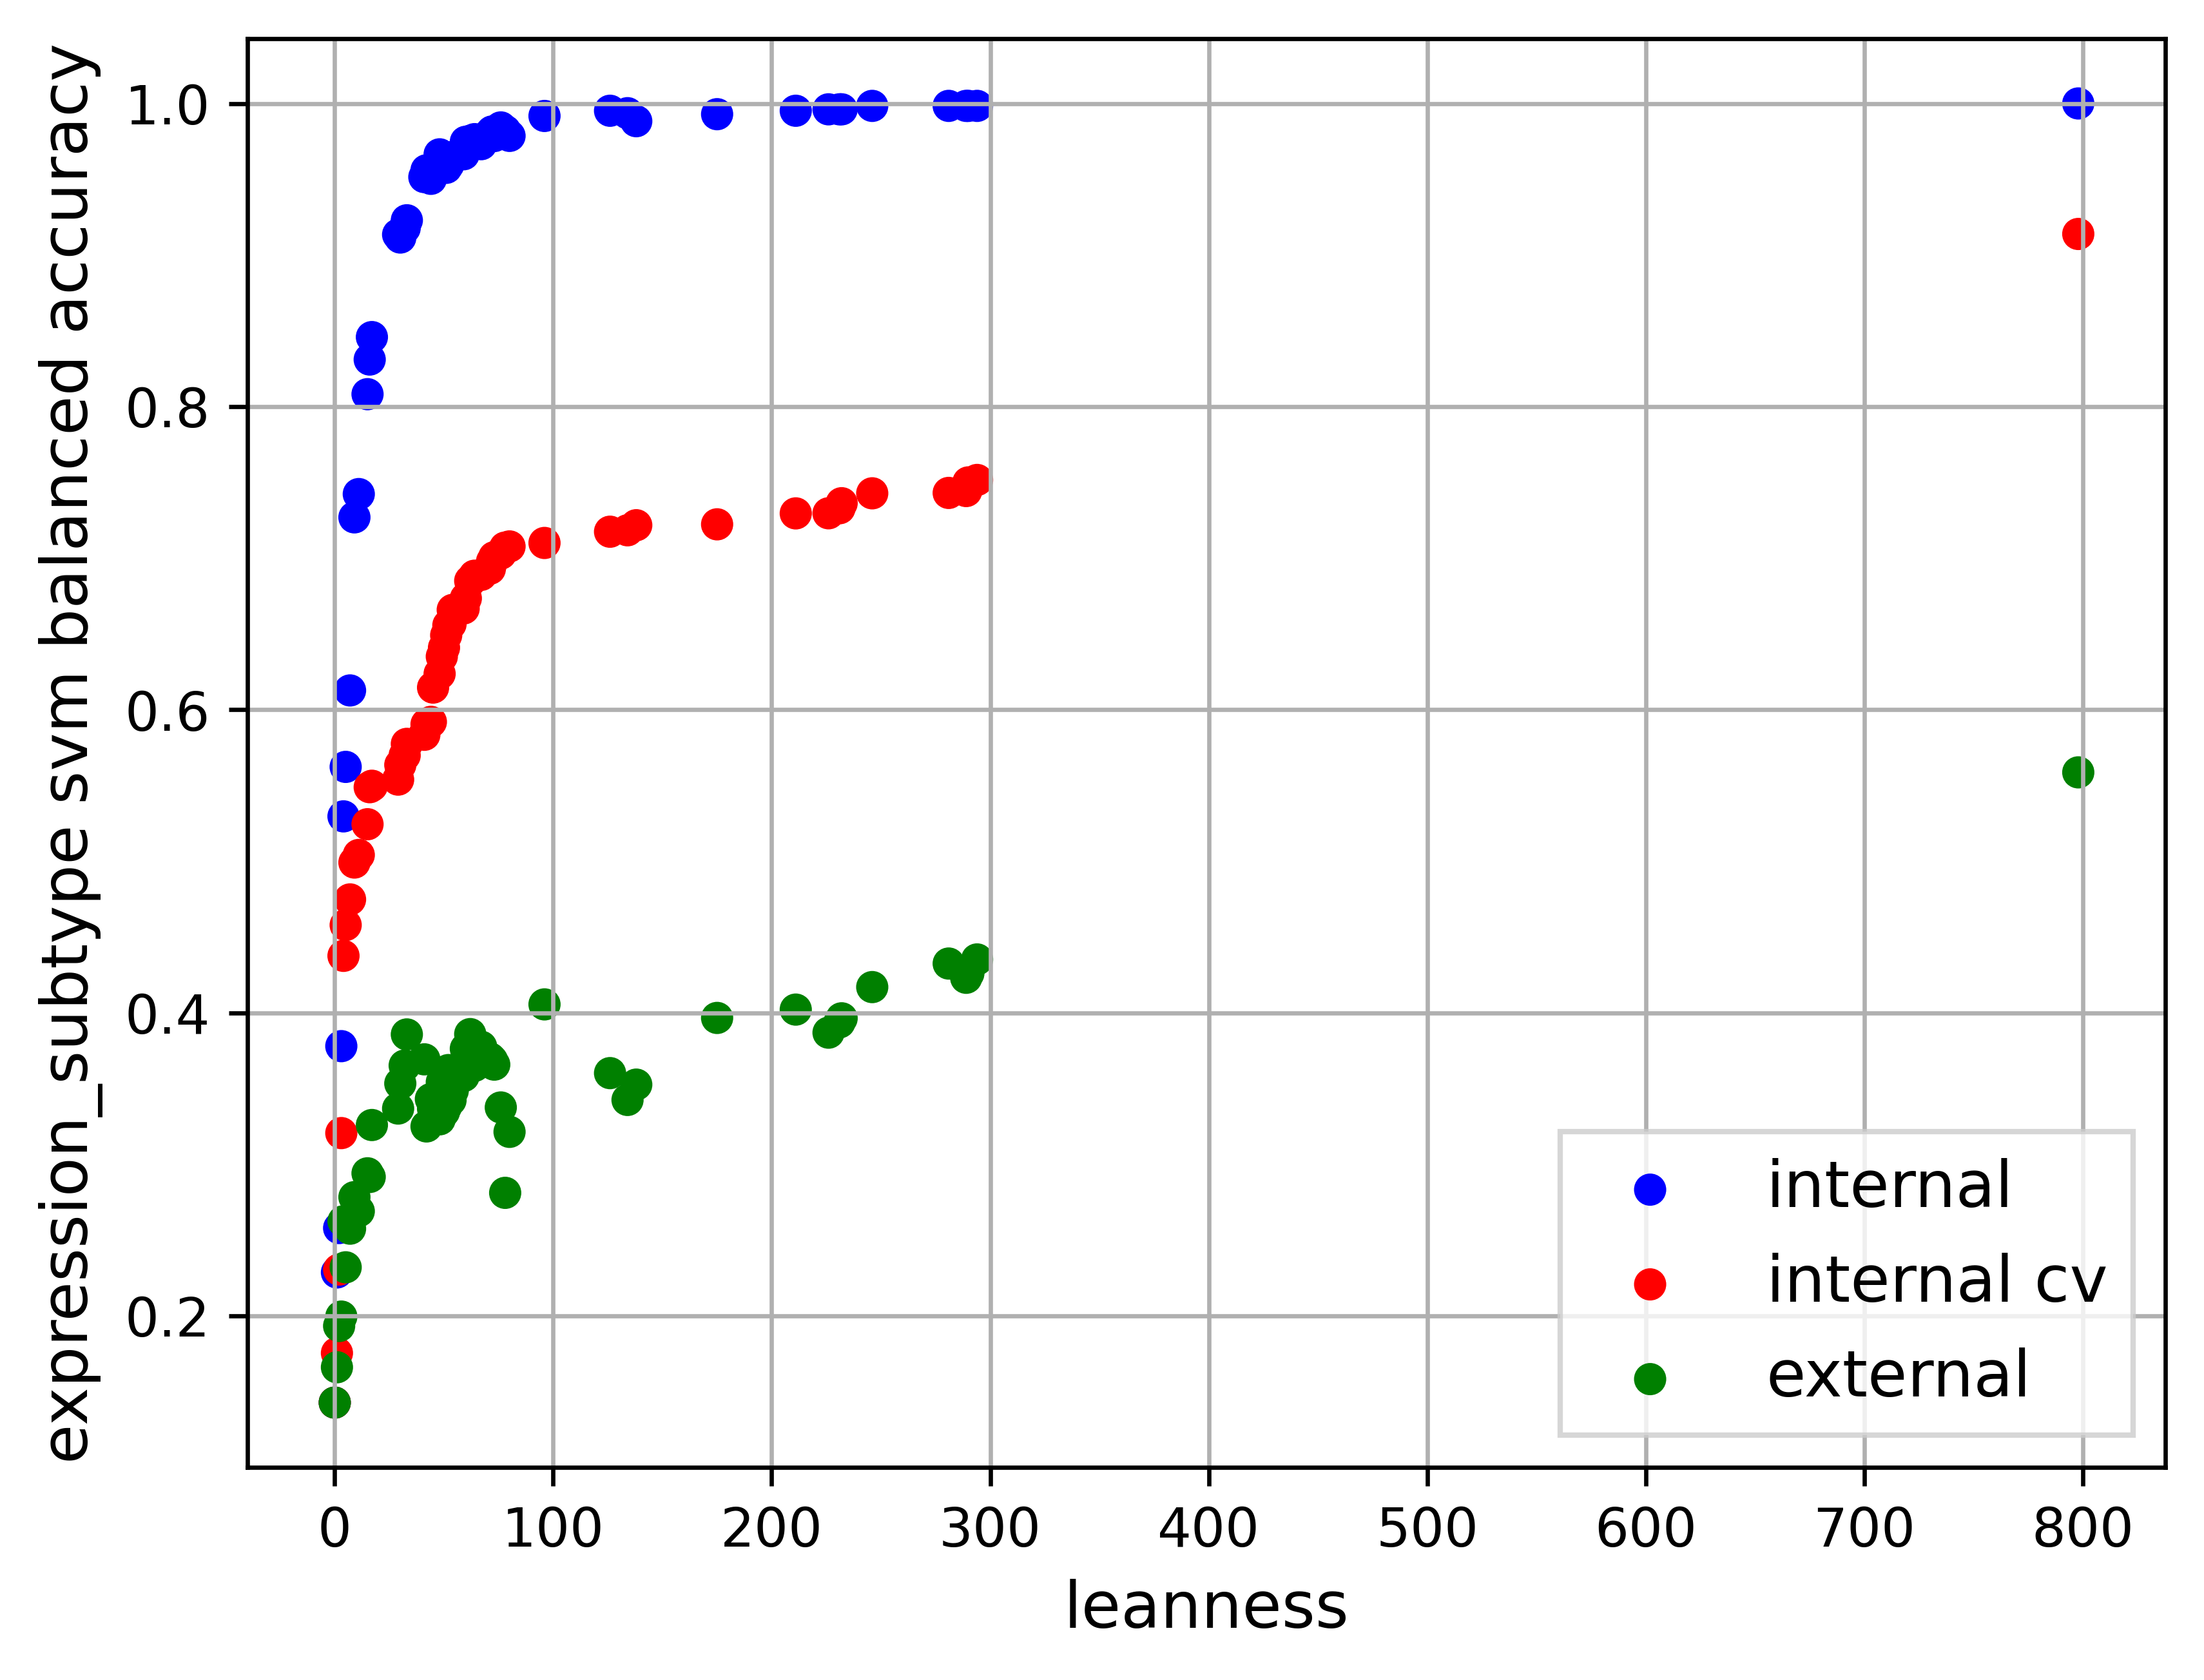 expression_subtype svm balanced accuracy
1.0
0.8
0.6
0.4
0.2
internal
internal cv
external
0 100 200 300 400 500 600 700 800
leanness